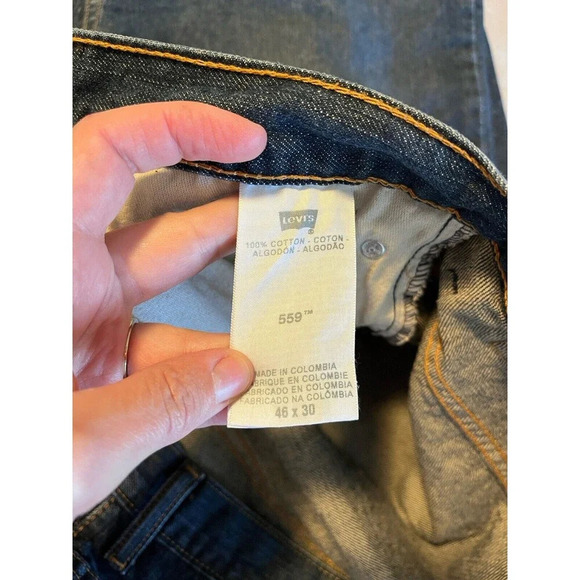 LEVI'S
®
100% COTTON - COTON -
ALGODÓN - ALGODÃO
559™
MADE IN COLOMBIA
FABRIQUE EN COLOMBIE
FABRICADO EN COLOMBIA
FABRICADO NA COLÔMBIA
46 x 30